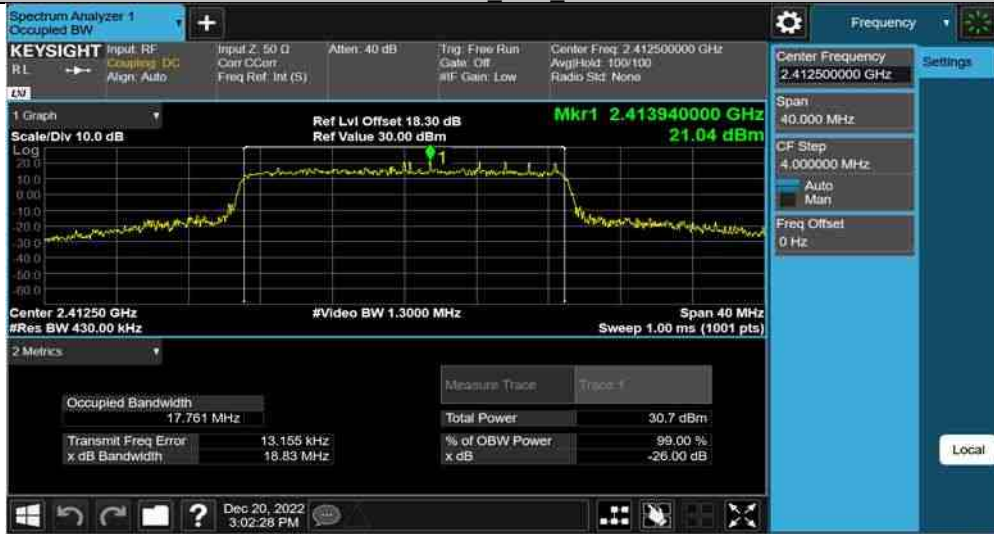 Spectrum Analyzer 1
Occupied BW
+
Frequency
KEYSIGHT
RL
Input: RF
Coupling: DC
Align: Auto
Input Z: 50 Ω
Corr CCorr
Freq Ref: Int (S)
Atten: 40 dB
Trig: Free Run
Gate: Off
#IF Gain: Low
Center Freq: 2.412500000 GHz
Avg|Hold: 100/100
Radio Std: None
LXI
Center Frequency
2.412500000 GHz
Settings
Span
40.000 MHz
CF Step
4.000000 MHz
Auto
Man
Freq Offset
0 Hz
Local
1 Graph
Scale/Div 10.0 dB
Ref Lvl Offset 18.30 dB
Ref Value 30.00 dBm
Mkr1 2.413940000 GHz
21.04 dBm
Log
20.0
10.0
0.00
-10.0
-20.0
-30.0
-40.0
-50.0
-60.0
1
Center 2.41250 GHz
#Res BW 430.00 kHz
#Video BW 1.3000 MHz
Span 40 MHz
Sweep 1.00 ms (1001 pts)
2 Metrics
Measure Trace
Trace 1
Occupied Bandwidth
17.761 MHz
Total Power
30.7 dBm
Transmit Freq Error
13.155 kHz
% of OBW Power
99.00 %
x dB Bandwidth
18.83 MHz
x dB
-26.00 dB
?
Dec 20, 2022
3:02:28 PM